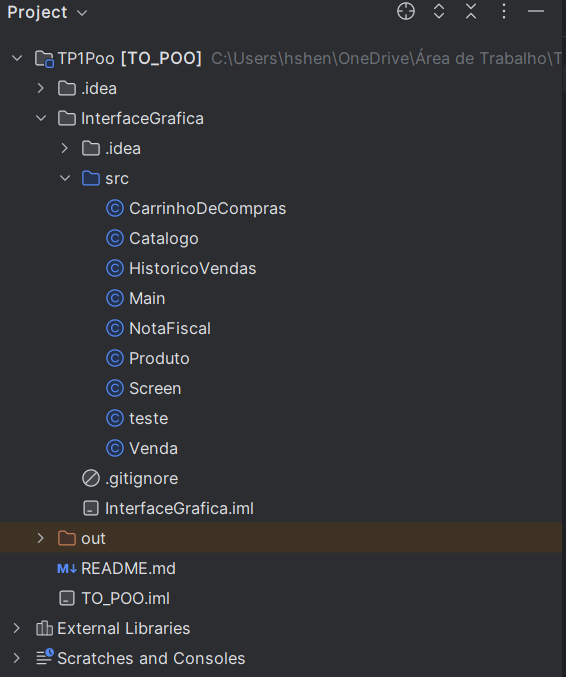 Project
TP1Poo [TO_POO] C:\Users\hshen\OneDrive\Área de Trabalho\T
.idea
InterfaceGrafica
.idea
src
CarrinhoDeCompras
Catalogo
HistoricoVendas
Main
NotaFiscal
Produto
Screen
teste
Venda
.gitignore
InterfaceGrafica.iml
out
README.md
TO_POO.iml
External Libraries
Scratches and Consoles